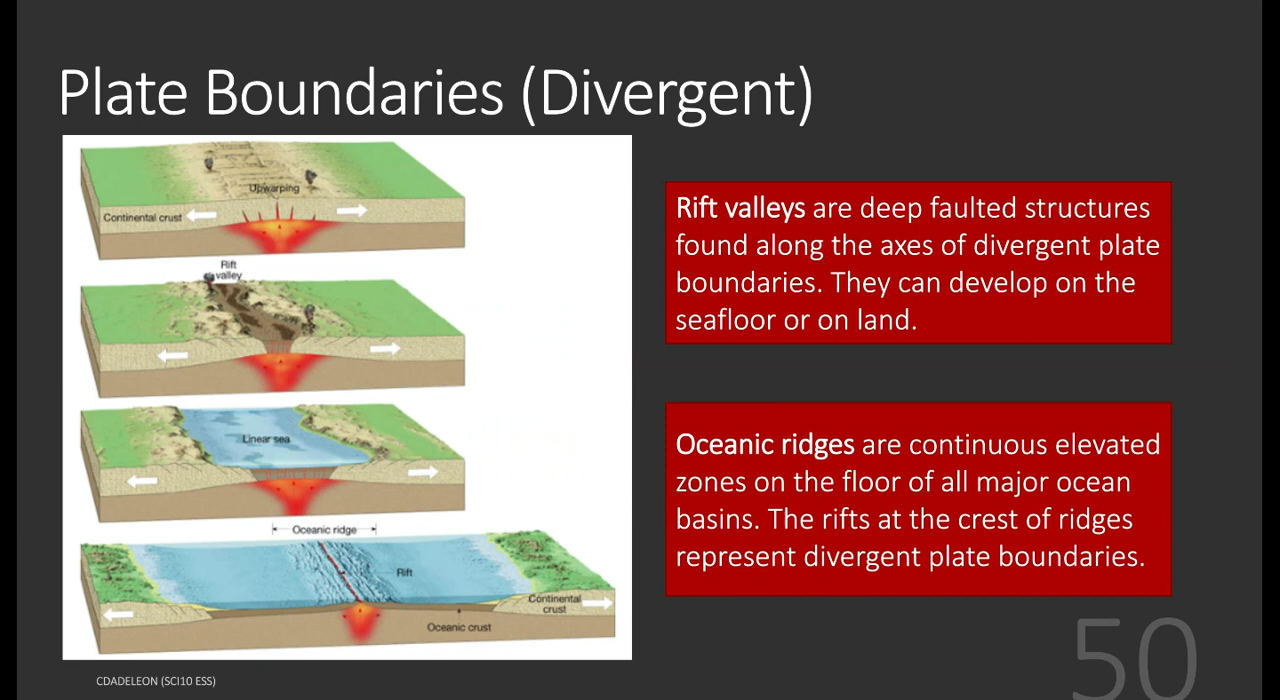 Plate Boundaries (Divergent)
Upwarping
Continental crust
Rift
valley
Linear sea
Oceanic ridge
Rift
Continental
crust
Oceanic crust
Rift valleys are deep faulted structures
found along the axes of divergent plate
boundaries. They can develop on the
seafloor or on land.
Oceanic ridges are continuous elevated
zones on the floor of all major ocean
basins. The rifts at the crest of ridges
represent divergent plate boundaries.
CDADELEON (SCI10 ESS)
50